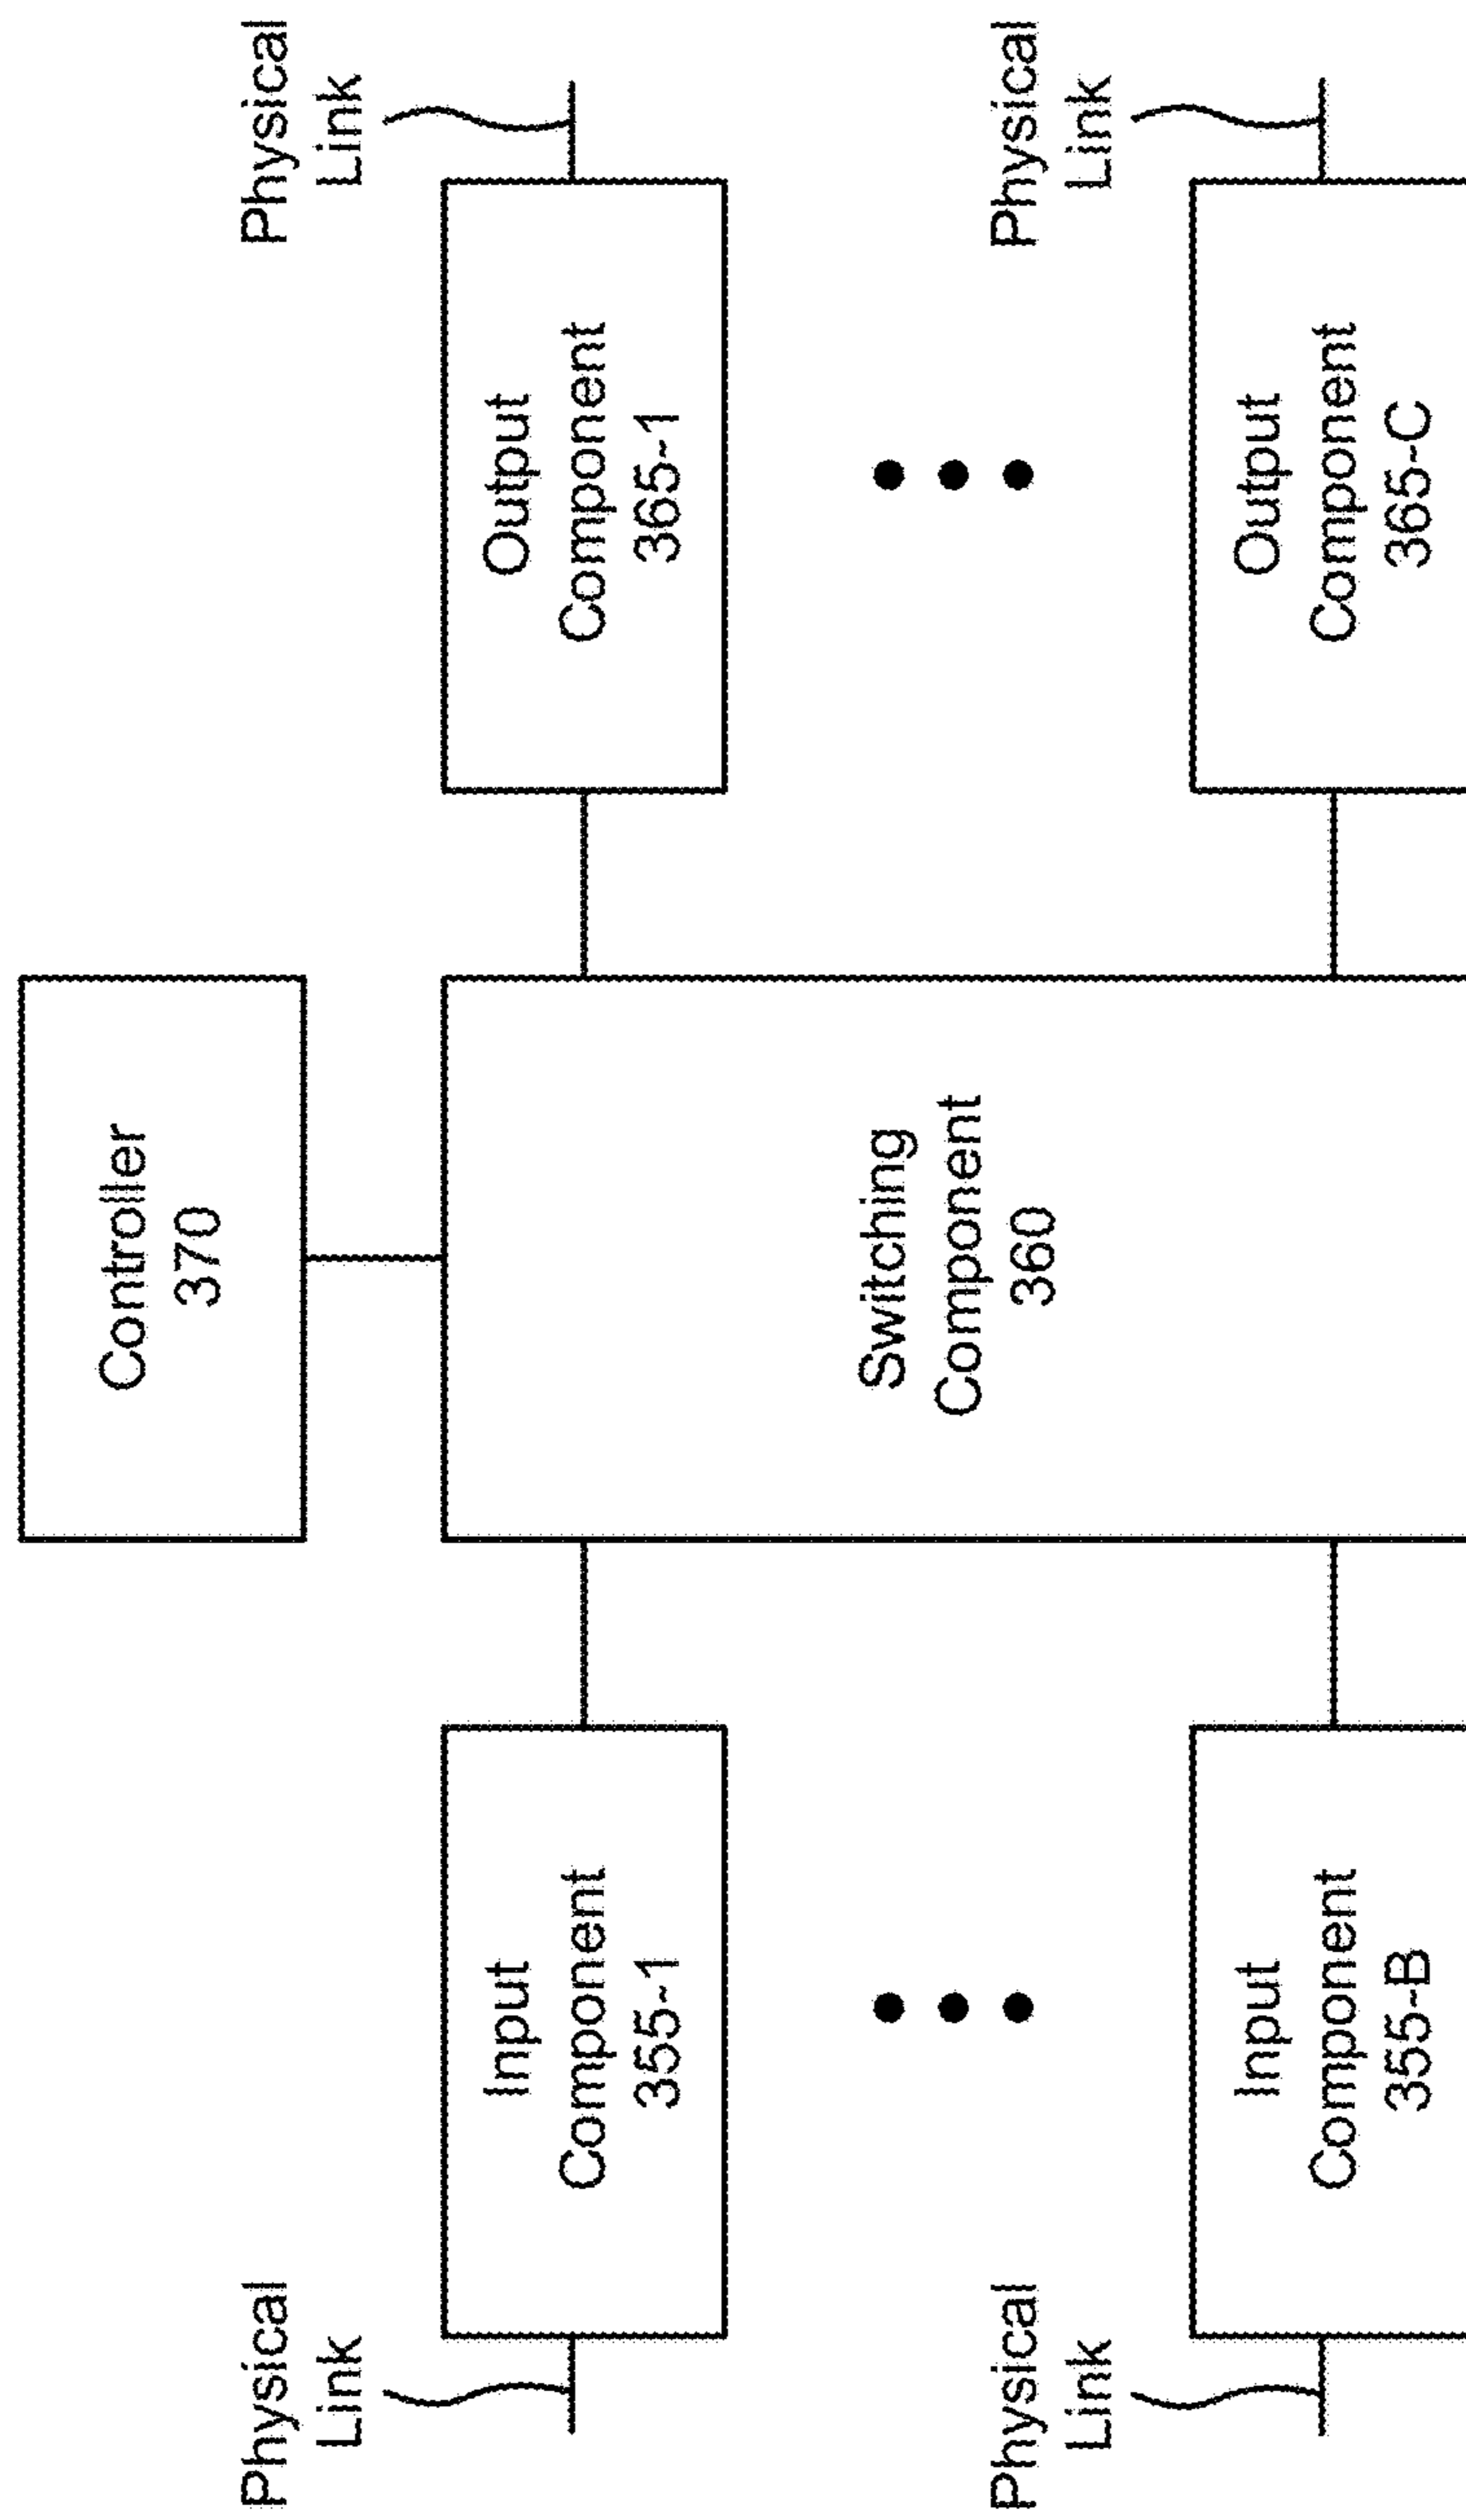 Controller
370
Physical
Link
Input
Component
355-1
Switching
Component
360
Output
Component
365-1
Physical
Link
Physical
Link
Input
Component
355-B
Output
Component
365-C
Physical
Link